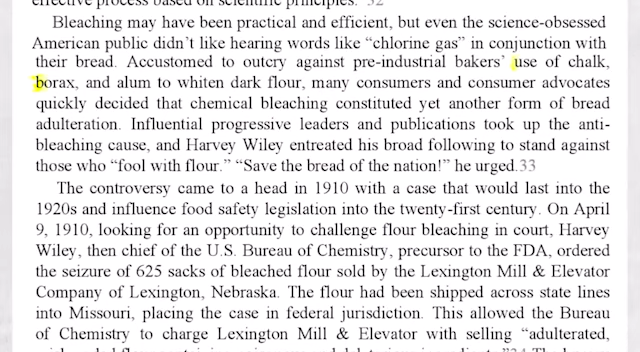 effective process based on scientific principles." 32
Bleaching may have been practical and efficient, but even the science-obsessed
American public didn't like hearing words like “chlorine gas” in conjunction with
their bread. Accustomed to outcry against pre-industrial bakers’ use of chalk,
borax, and alum to whiten dark flour, many consumers and consumer advocates
quickly decided that chemical bleaching constituted yet another form of bread
adulteration. Influential progressive leaders and publications took up the anti-
bleaching cause, and Harvey Wiley entreated his broad following to stand against
those who “fool with flour.” “Save the bread of the nation!” he urged.33
The controversy came to a head in 1910 with a case that would last into the
1920s and influence food safety legislation into the twenty-first century. On April
9, 1910, looking for an opportunity to challenge flour bleaching in court, Harvey
Wiley, then chief of the U.S. Bureau of Chemistry, precursor to the FDA, ordered
the seizure of 625 sacks of bleached flour sold by the Lexington Mill & Elevator
Company of Lexington, Nebraska. The flour had been shipped across state lines
into Missouri, placing the case in federal jurisdiction. This allowed the Bureau
of Chemistry to charge Lexington Mill & Elevator with selling “adulterated,